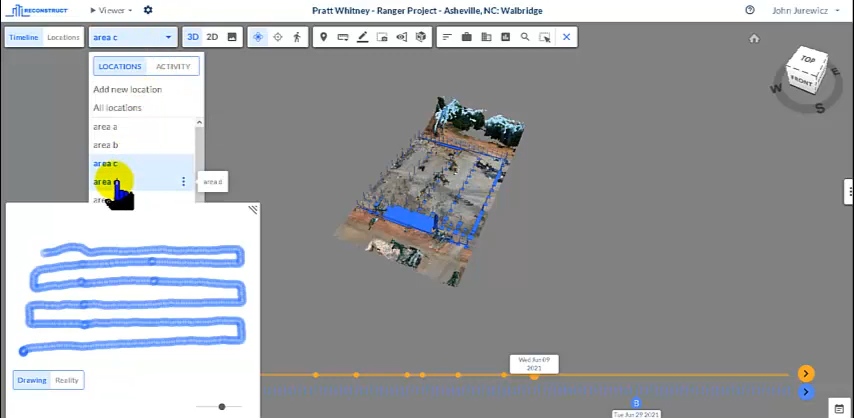 RECONSTRUCT
Viewer
Pratt Whitney - Ranger Project - Asheville, NC: Walbridge
John Jurewicz
Timeline
Locations
area c
3D
2D
LOCATIONS
ACTIVITY
Add new location
All locations
area a
area b
area c
area
area d
TOP
FRONT
W
S
E
Drawing
Reality
Wed Jun 09
2021
Tue Jun 29 2021